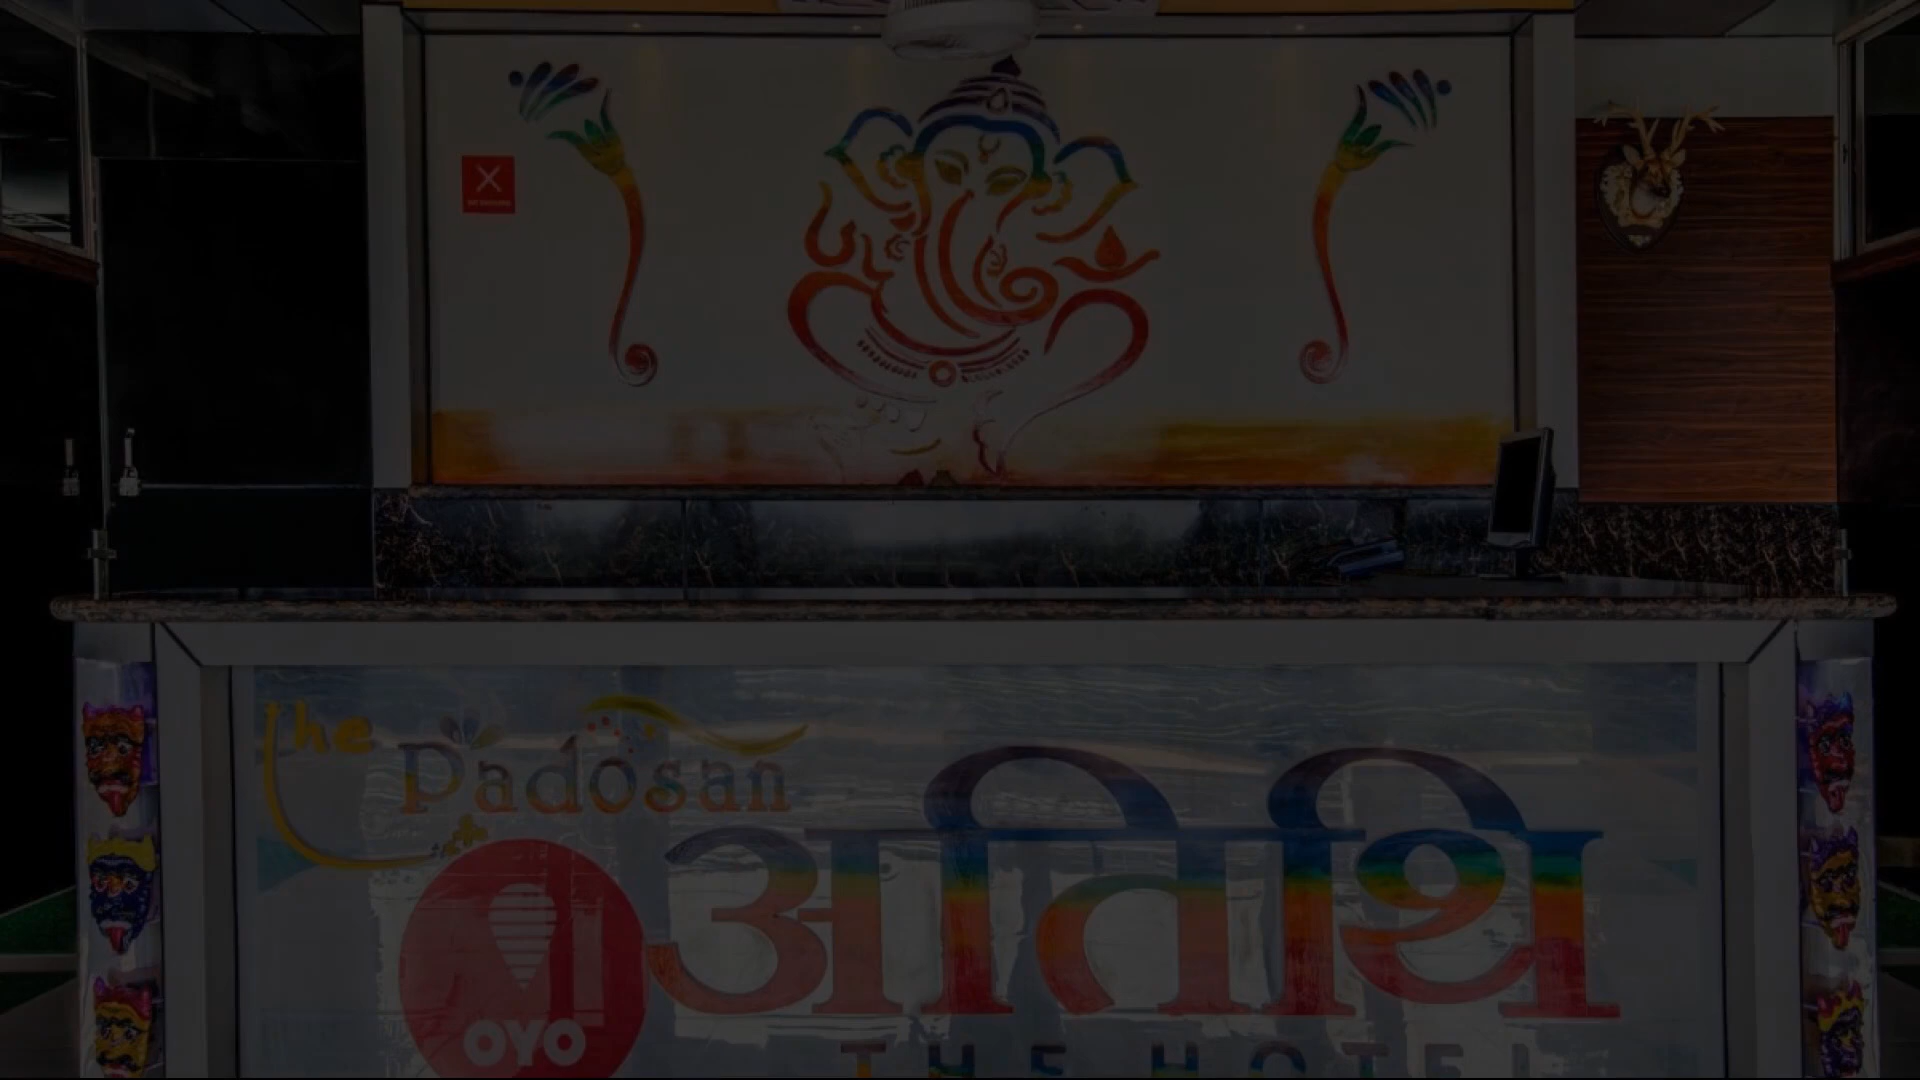 the
Padosan
अतिथि
OYO
THE HOTEL